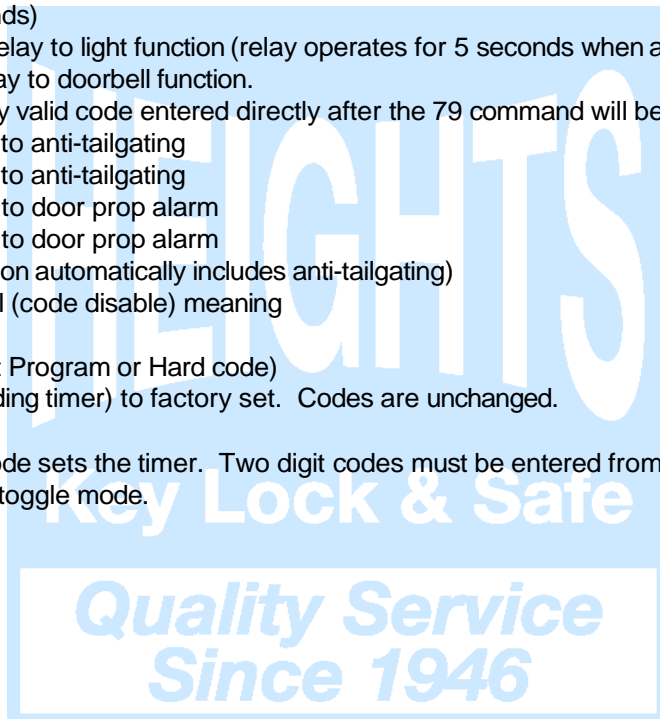 nds)
elay to light function (relay operates for 5 seconds when a
ay to doorbell function.
y valid code entered directly after the 79 command will be
to anti-tailgating
to anti-tailgating
to door prop alarm
to door prop alarm
on automatically includes anti-tailgating)
l (code disable) meaning
t Program or Hard code)
ding timer) to factory set. Codes are unchanged.
ode sets the timer. Two digit codes must be entered from
toggle mode.
HEIGHTS
Key Lock & Safe
Quality Service
Since 1946